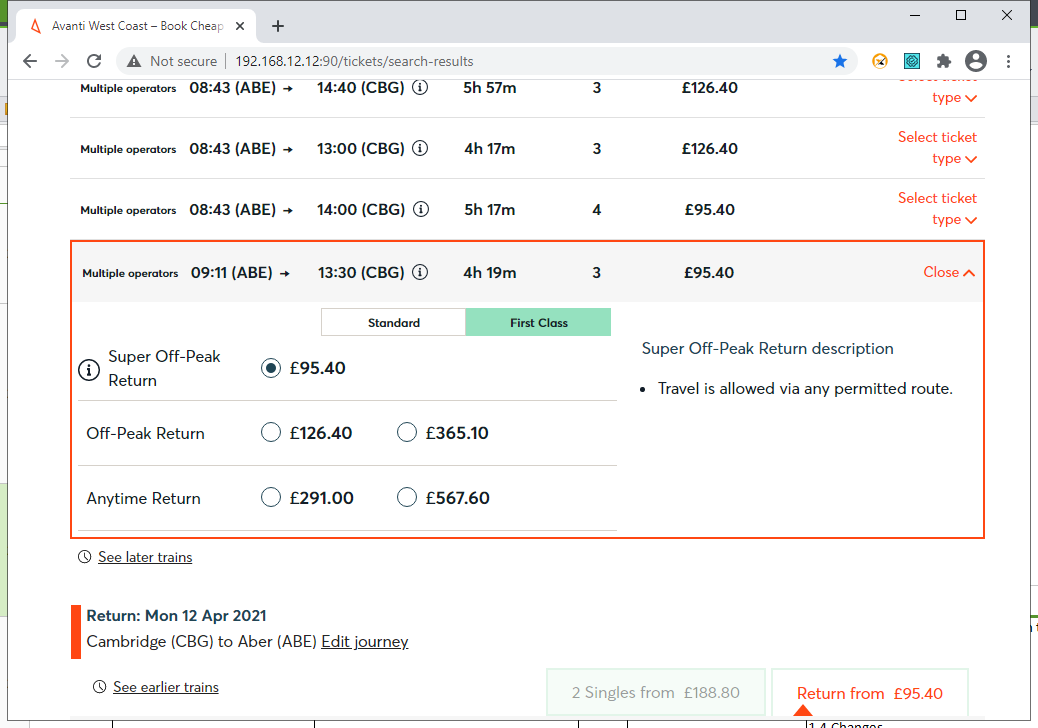 Avanti West Coast – Book Cheap
Not secure 192.168.12.12:90/tickets/search-results
Multiple operators 08:43 (ABE) → 14:40 (CBG) 5h 57m 3 £126.40 Select ticket type
Multiple operators 08:43 (ABE) → 13:00 (CBG) 4h 17m 3 £126.40 Select ticket type
Multiple operators 08:43 (ABE) → 14:00 (CBG) 5h 17m 4 £95.40 Select ticket type
Multiple operators 09:11 (ABE) → 13:30 (CBG) 4h 19m 3 £95.40 Close
Standard First Class
Super Off-Peak
Return
£95.40
Super Off-Peak Return description
• Travel is allowed via any permitted route.
Off-Peak Return £126.40 £365.10
Anytime Return £291.00 £567.60
See later trains
Return: Mon 12 Apr 2021
Cambridge (CBG) to Aber (ABE) Edit journey
See earlier trains
2 Singles from £188.80
Return from £95.40
1.4 Changes